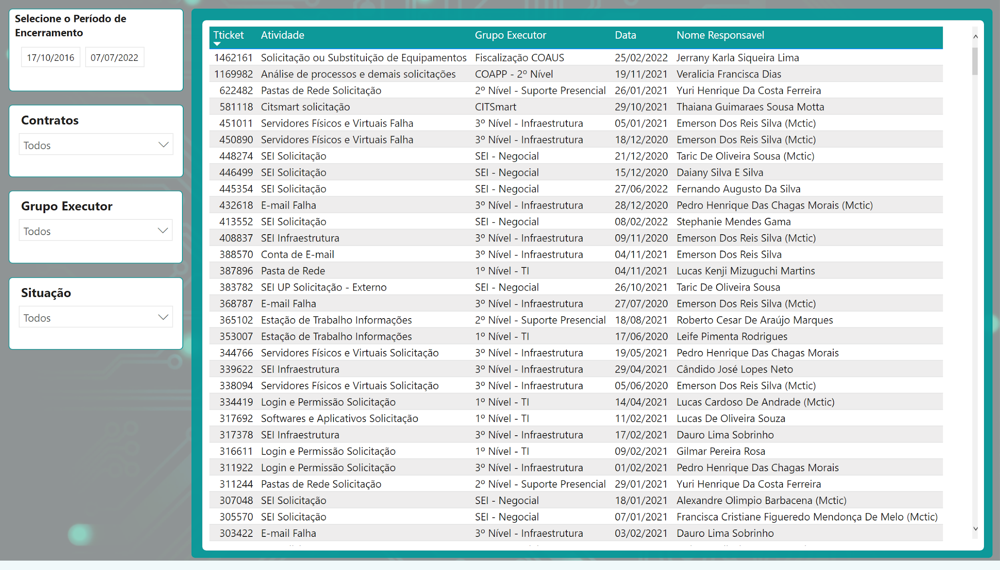 Selecione o Período de
Encerramento
17/10/2016 07/07/2022
Contratos
Todos
Grupo Executor
Todos
Situação
Todos
Tticket Atividade Grupo Executor Data Nome Responsavel
1462161 Solicitação ou Substituição de Equipamentos Fiscalização COAUS 25/02/2022 Jerrany Karla Siqueira Lima
1169982 Análise de processos e demais solicitações COAPP - 2º Nível 19/11/2021 Veralicia Francisca Dias
622482 Pastas de Rede Solicitação 2º Nível - Suporte Presencial 26/01/2021 Yuri Henrique Da Costa Ferreira
581118 Citsmart solicitação CITSmart 29/10/2021 Thaiana Guimaraes Sousa Motta
451011 Servidores Físicos e Virtuais Falha 3º Nível - Infraestrutura 05/01/2021 Emerson Dos Reis Silva (Mctic)
450890 Servidores Físicos e Virtuais Falha 3º Nível - Infraestrutura 18/12/2020 Emerson Dos Reis Silva (Mctic)
448274 SEI Solicitação SEI - Negocial 21/12/2020 Taric De Oliveira Sousa (Mctic)
446499 SEI Solicitação SEI - Negocial 15/12/2020 Daiany Silva E Silva
445354 SEI Solicitação SEI - Negocial 27/06/2022 Fernando Augusto Da Silva
432618 E-mail Falha 3º Nível - Infraestrutura 28/12/2020 Pedro Henrique Das Chagas Morais (Mctic)
413552 SEI Solicitação SEI - Negocial 08/02/2022 Stephanie Mendes Gama
408837 SEI Infraestrutura 3º Nível - Infraestrutura 09/11/2020 Emerson Dos Reis Silva (Mctic)
388570 Conta de E-mail 3º Nível - Infraestrutura 04/11/2021 Emerson Dos Reis Silva
387896 Pasta de Rede 1º Nível - TI 04/11/2021 Lucas Kenji Mizuguchi Martins
383782 SEI UP Solicitação - Externo SEI - Negocial 26/10/2021 Taric De Oliveira Sousa
368787 E-mail Falha 3º Nível - Infraestrutura 27/07/2020 Emerson Dos Reis Silva (Mctic)
365102 Estação de Trabalho Informações 2º Nível - Suporte Presencial 18/08/2021 Roberto Cesar De Araújo Marques
353007 Estação de Trabalho Informações 1º Nível - TI 17/06/2020 Leife Pimenta Rodrigues
344766 Servidores Físicos e Virtuais Solicitação 3º Nível - Infraestrutura 19/05/2021 Pedro Henrique Das Chagas Morais
339622 SEI Infraestrutura 3º Nível - Infraestrutura 29/04/2021 Cândido José Lopes Neto
338094 Servidores Físicos e Virtuais Solicitação 3º Nível - Infraestrutura 05/06/2020 Emerson Dos Reis Silva (Mctic)
334419 Login e Permissão Solicitação 1º Nível - TI 14/04/2021 Lucas Cardoso De Andrade (Mctic)
317692 Softwares e Aplicativos Solicitação 1º Nível - TI 11/02/2021 Lucas De Oliveira Souza
317378 SEI Infraestrutura 3º Nível - Infraestrutura 17/02/2021 Dauro Lima Sobrinho
316611 Login e Permissão Solicitação 1º Nível - TI 09/02/2021 Gilmar Pereira Rosa
311922 Login e Permissão Solicitação 3º Nível - Infraestrutura 01/02/2021 Pedro Henrique Das Chagas Morais
311244 Pastas de Rede Solicitação 2º Nível - Suporte Presencial 29/01/2021 Yuri Henrique Da Costa Ferreira
307048 SEI Solicitação SEI - Negocial 18/01/2021 Alexandre Olimpio Barbacena (Mctic)
305570 SEI Solicitação SEI - Negocial 07/01/2021 Francisca Cristiane Figueredo Mendonça De Melo (Mctic)
303422 E-mail Falha 3º Nível - Infraestrutura 03/02/2021 Dauro Lima Sobrinho